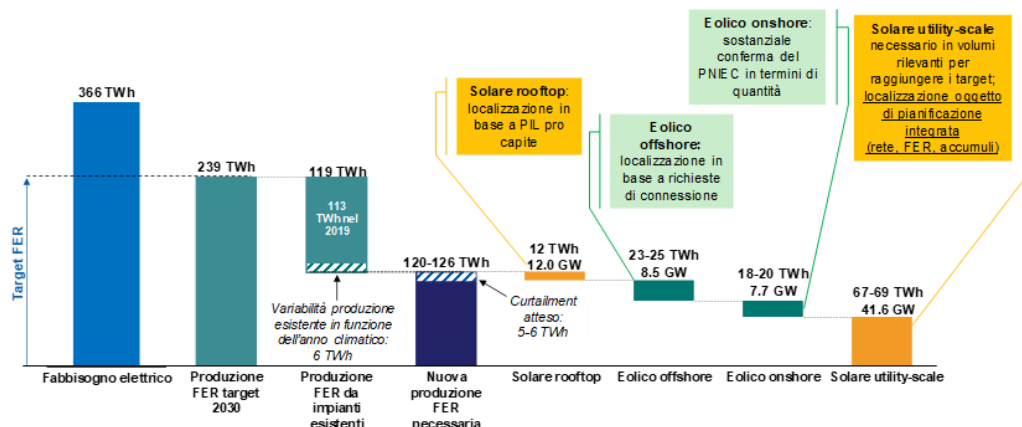 366 TWh
Target FER
239 TWh
119 TWh
113
TWh nel
2019
Variabilità produzione
esistente in funzione
dell'anno climatico:
6 TWh
120-126 TWh
Curtailment
atteso:
5-6 TWh
Solare rooftop:
localizzazione in
base a PIL pro
capite
12 TWh
12.0 GW
Eolico
offshore:
localizzazione in
base a richieste
di connessione
23-25 TWh
8.5 GW
Eolico onshore:
sostanziale
conferma del
PNIEC in termini di
quantità
18-20 TWh
7.7 GW
Solare utility-scale
necessario in volumi
rilevanti per
raggiungere i target;
localizzazione oggetto
di pianificazione
integrata
(rete, FER, accumuli)
67-69 TWh
41.6 GW
Fabbisogno elettrico
Produzione
FER target
2030
Produzione
FER da
impianti
esistenti
Nuova
produzione
FER
necessaria
Solare rooftop
Eolico offshore
Eolico onshore
Solare utility-scale